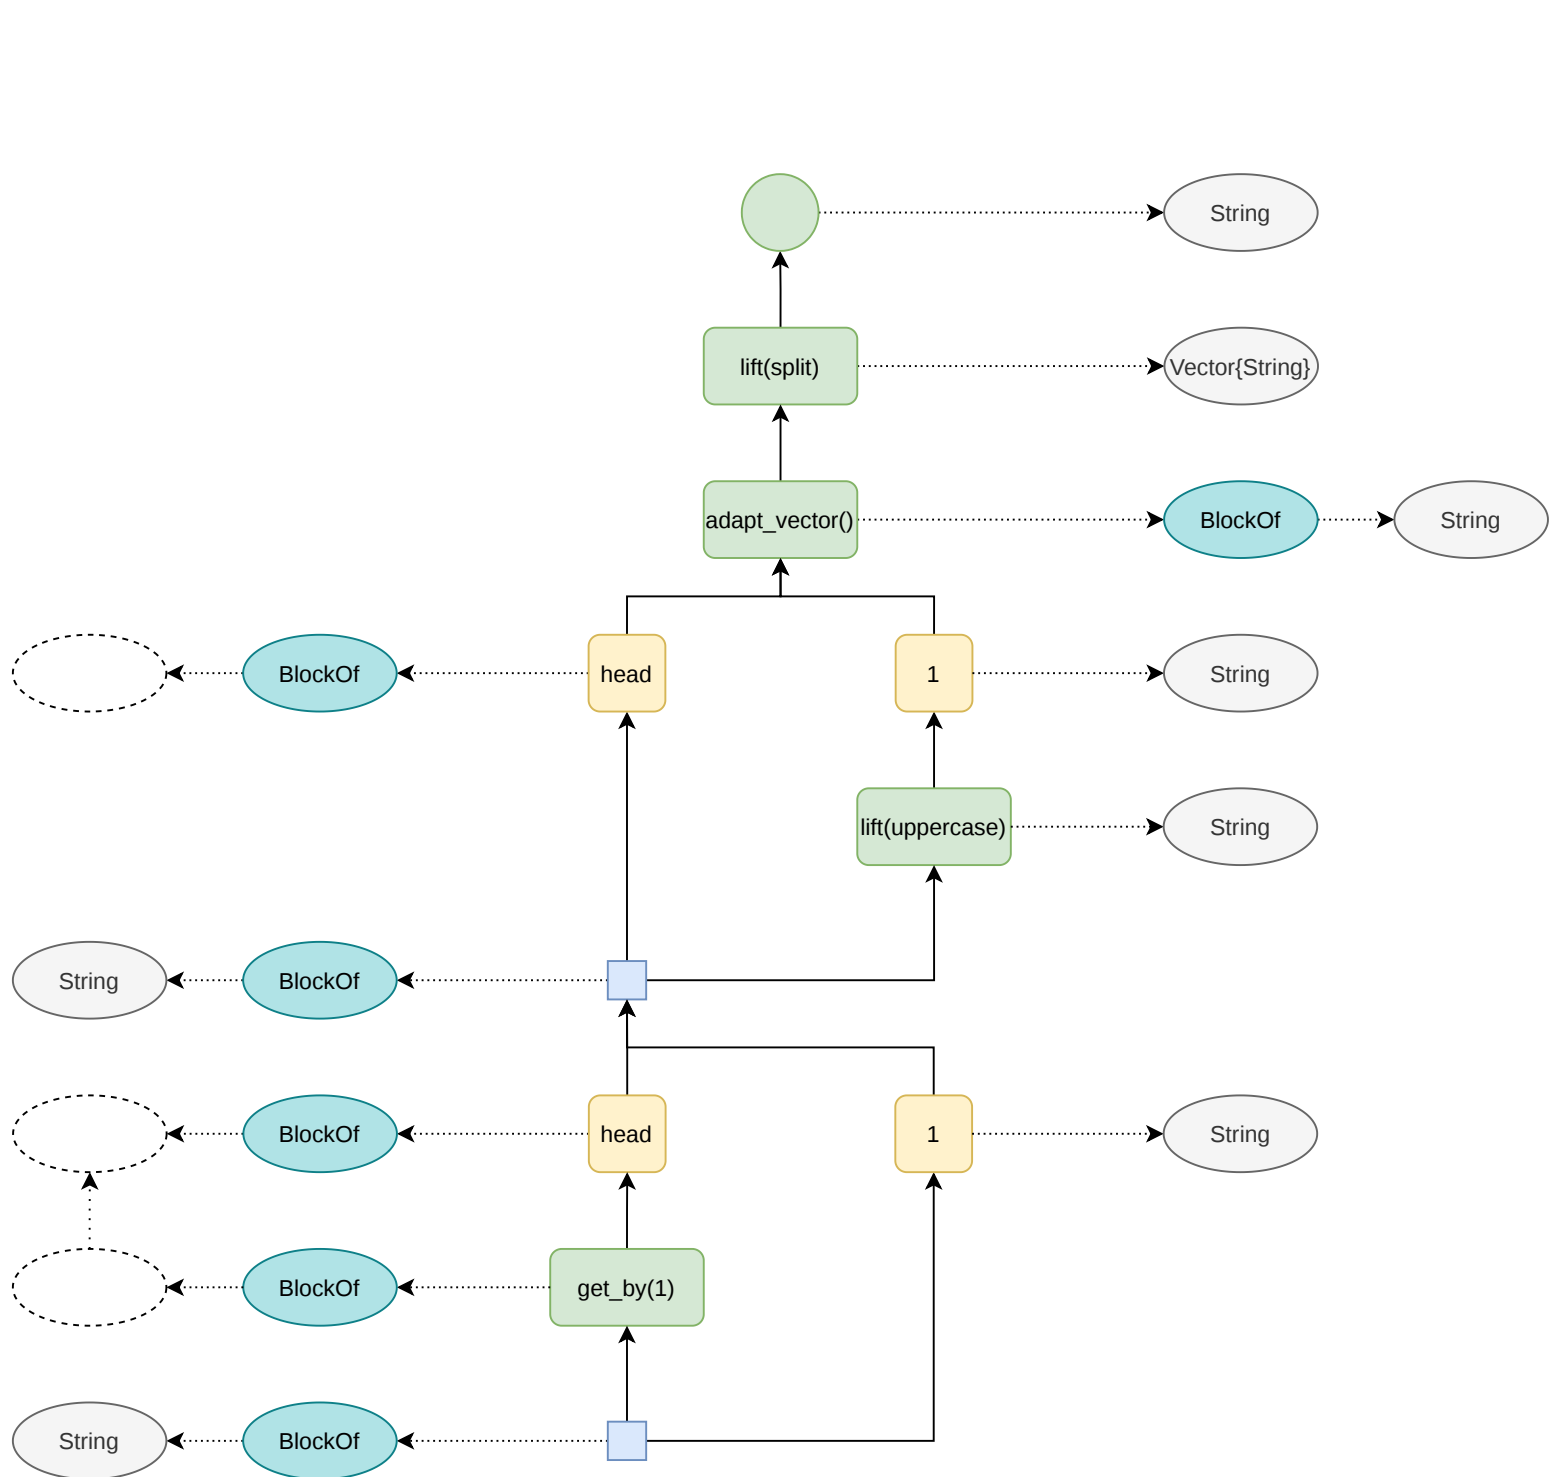 String
lift(split)
Vector{String}
adapt_vector()
BlockOf
String
BlockOf
head
1
String
lift(uppercase)
String
String
BlockOf
BlockOf
head
1
String
BlockOf
get_by(1)
String
BlockOf